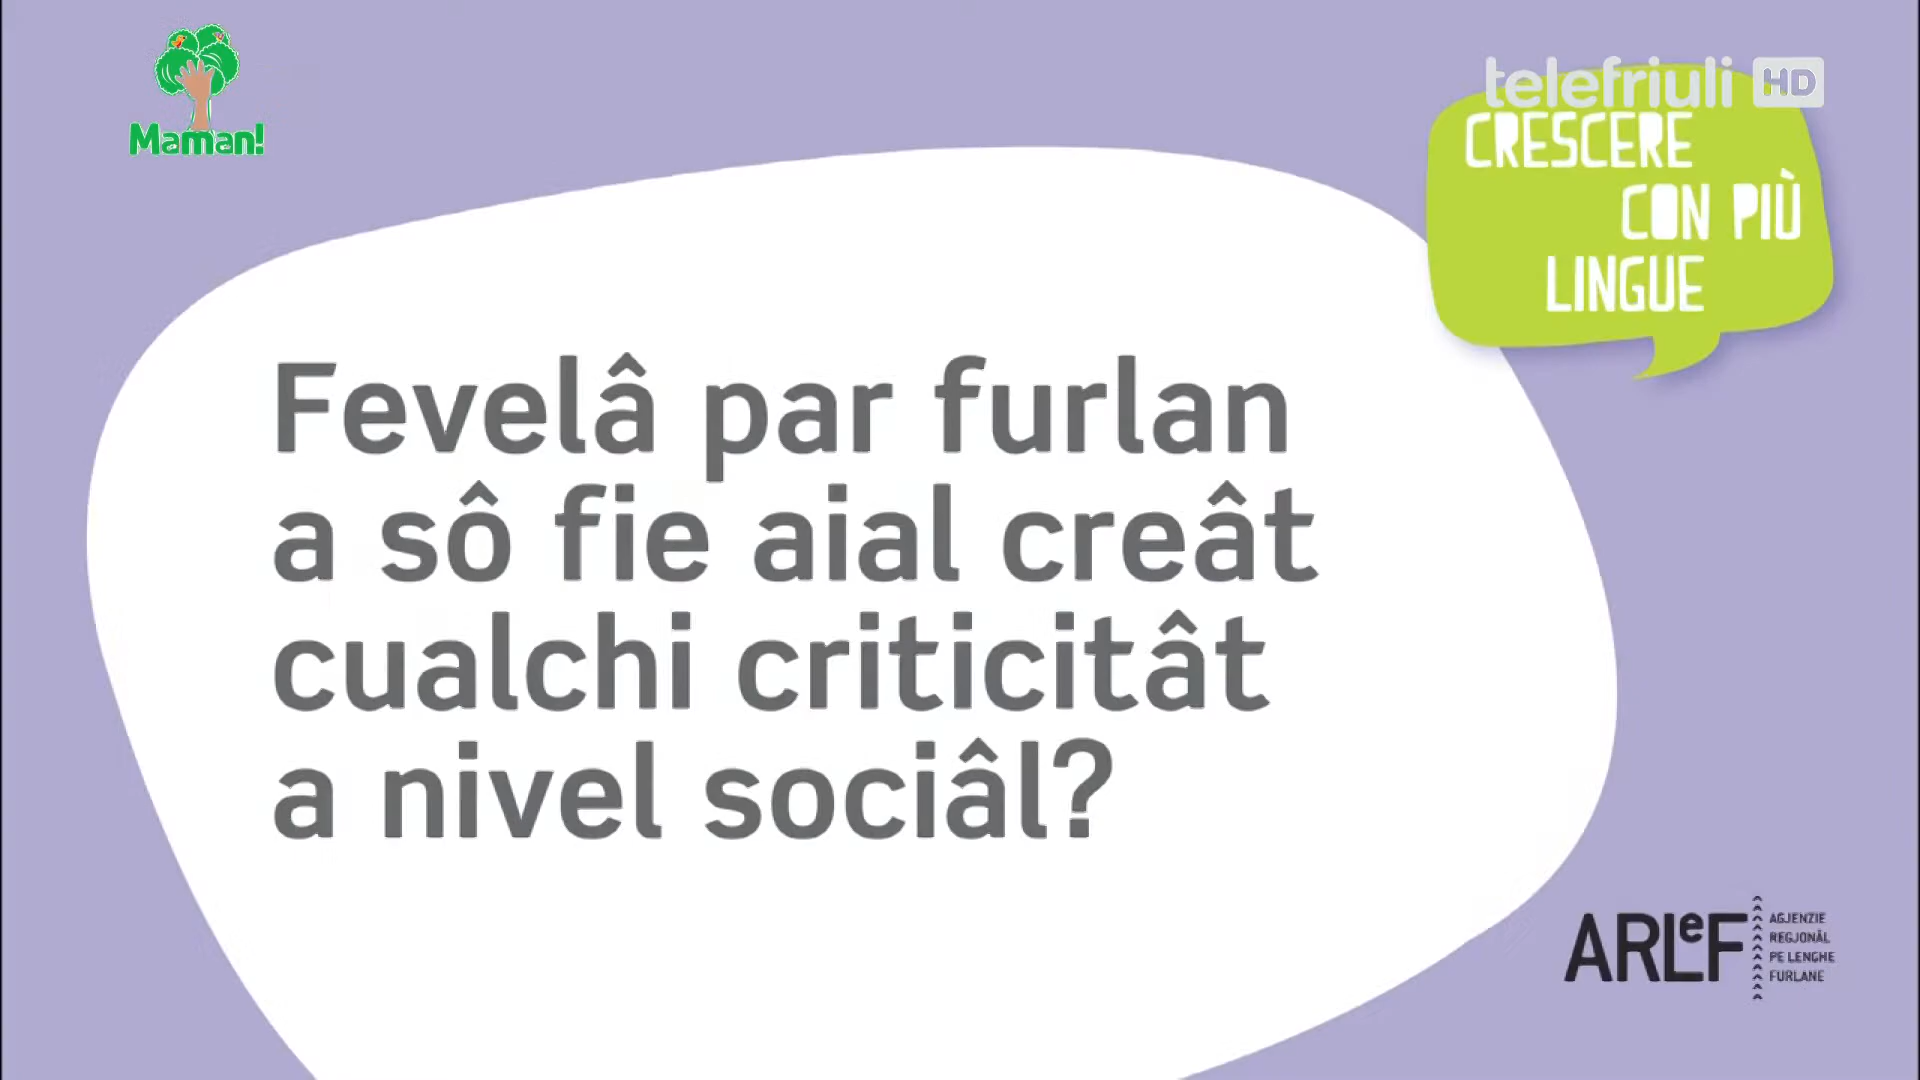 Maman!
telefriuli HD
CRESCERE
CON PIÙ
LINGUE
Fevelâ par furlan
a sô fie aial creât
cualchi criticitât
a nivel sociâl?
ARLeF
AGJENZIE
REGJONÂL
PE LENGHE
FURLANE